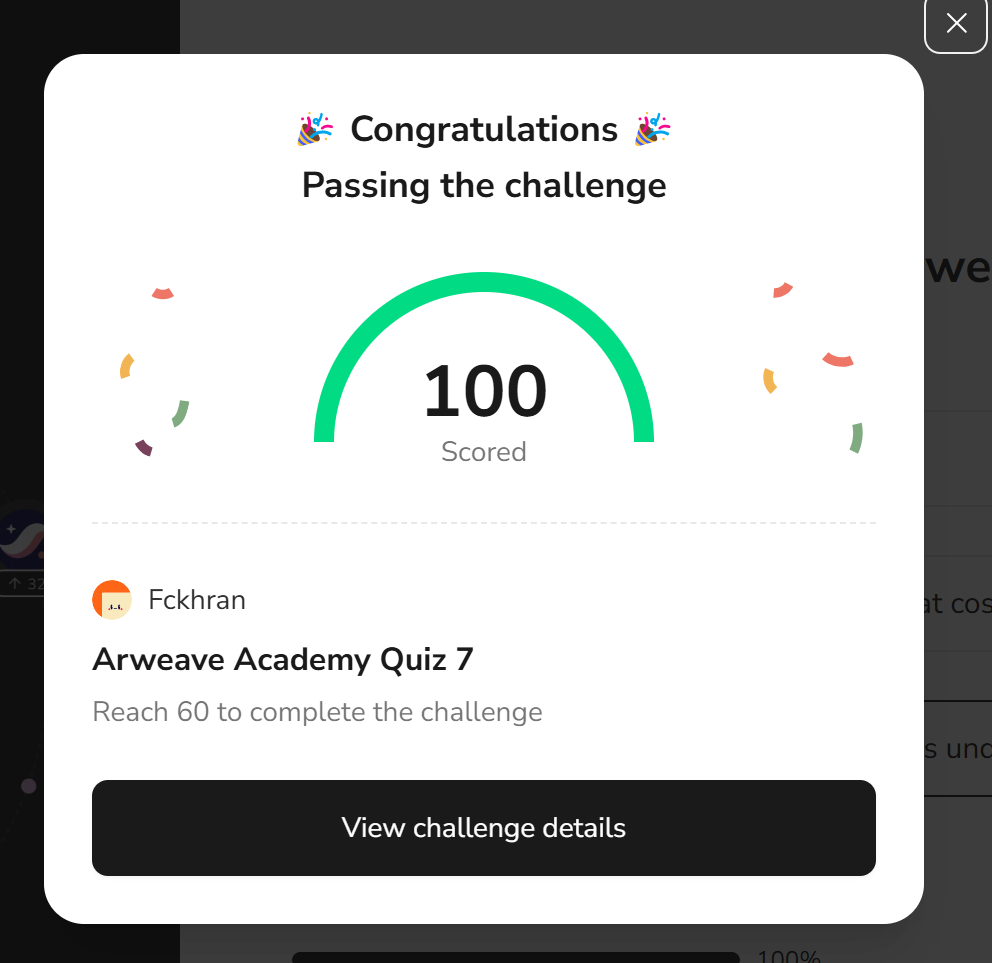 🎉 Congratulations 🎉
Passing the challenge
100
Scored
Fckhran
Arweave Academy Quiz 7
Reach 60 to complete the challenge
View challenge details
we
at cos
s und
↑ 32
100%